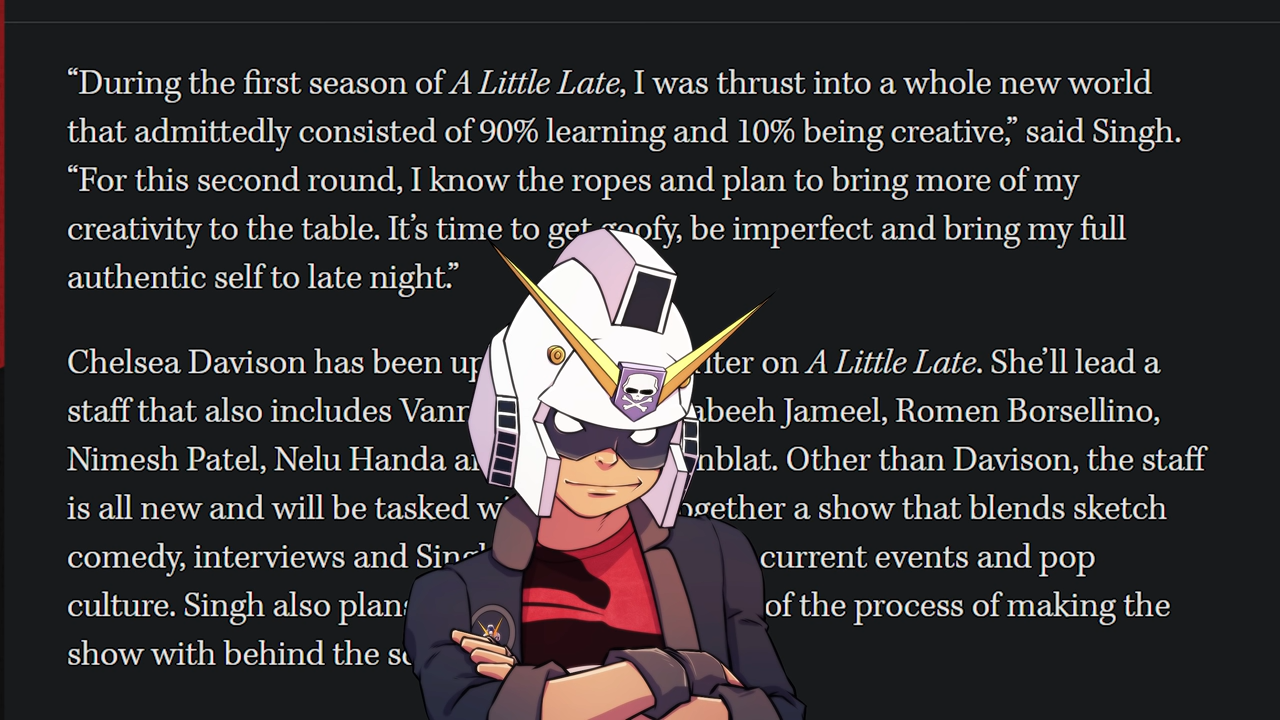 “During the first season of A Little Late, I was thrust into a whole new world
that admittedly consisted of 90% learning and 10% being creative,” said Singh.
“For this second round, I know the ropes and plan to bring more of my
creativity to the table. It’s time to get goofy, be imperfect and bring my full
authentic self to late night.”
Chelsea Davison has been on A Little Late. She’ll lead a
staff that also includes Jameel, Romen Borsellino,
Nimesh Patel, Nelu Handa Other than Davison, the staff
is all new and will be tasked a show that blends sketch
comedy, interviews and current events and pop
culture. Singh also of the process of making the
show with behind the